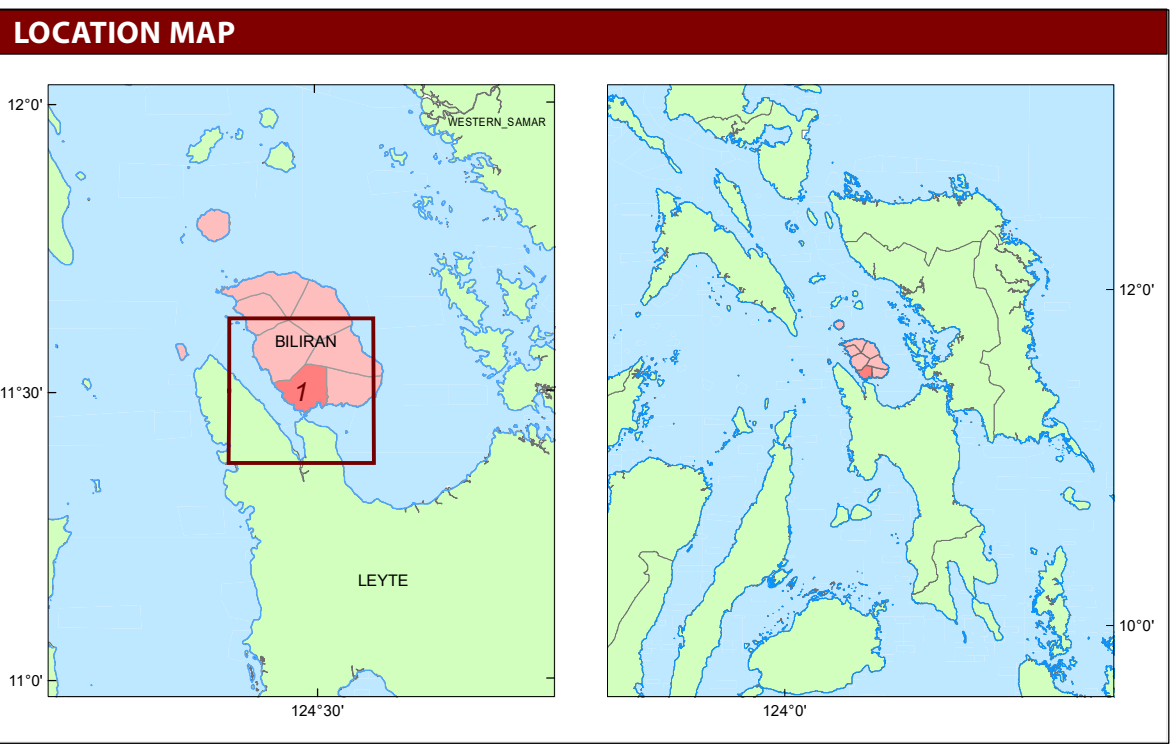 LOCATION MAP
12°0'
WESTERN_SAMAR
BILIRAN
11°30'
1
LEYTE
11°0'
124°30'
12°0'
10°0'
124°0'